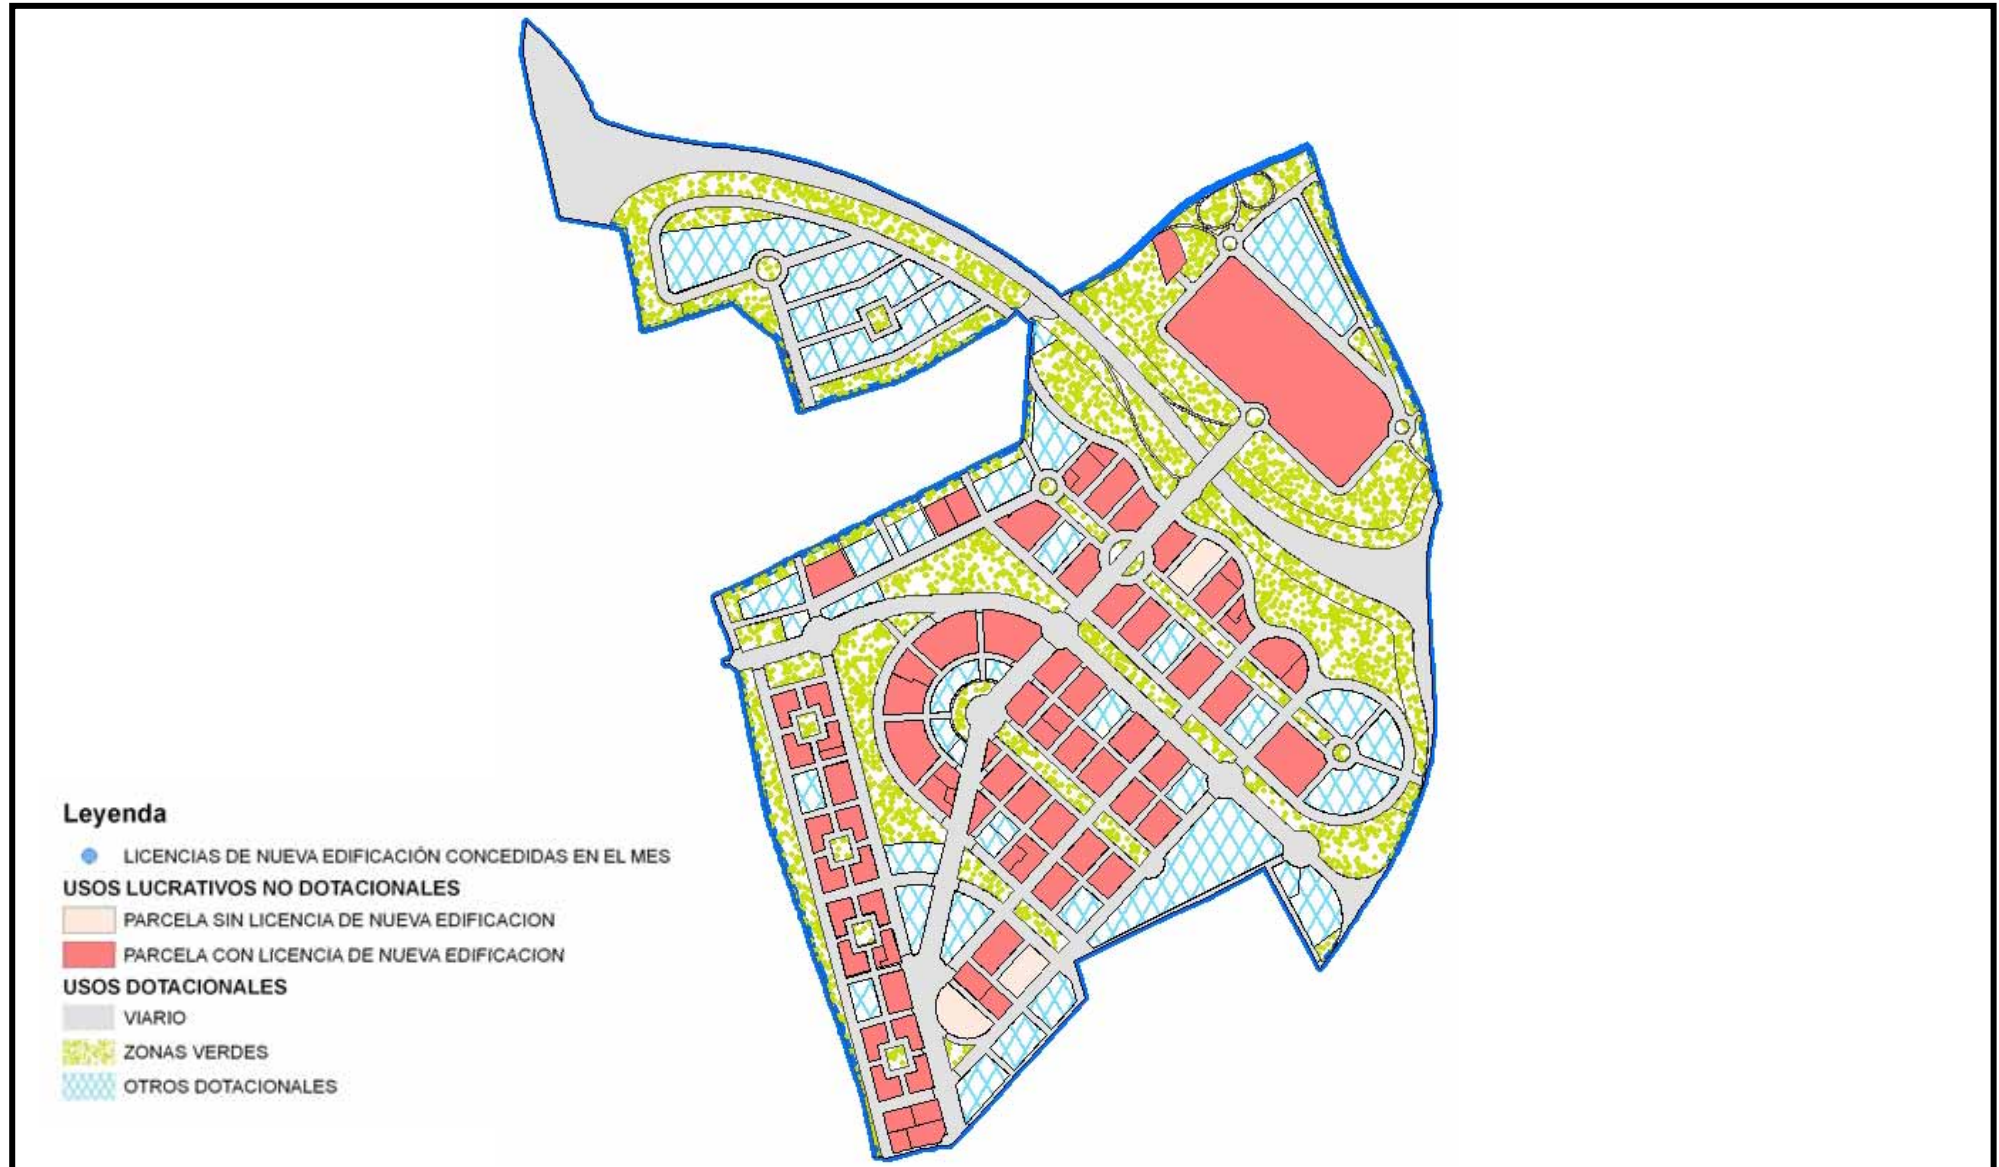 Leyenda
LICENCIAS DE NUEVA EDIFICACIÓN CONCEDIDAS EN EL MES
USOS LUCRATIVOS NO DOTACIONALES
PARCELA SIN LICENCIA DE NUEVA EDIFICACION
PARCELA CON LICENCIA DE NUEVA EDIFICACION
USOS DOTACIONALES
VIARIO
ZONAS VERDES
OTROS DOTACIONALES